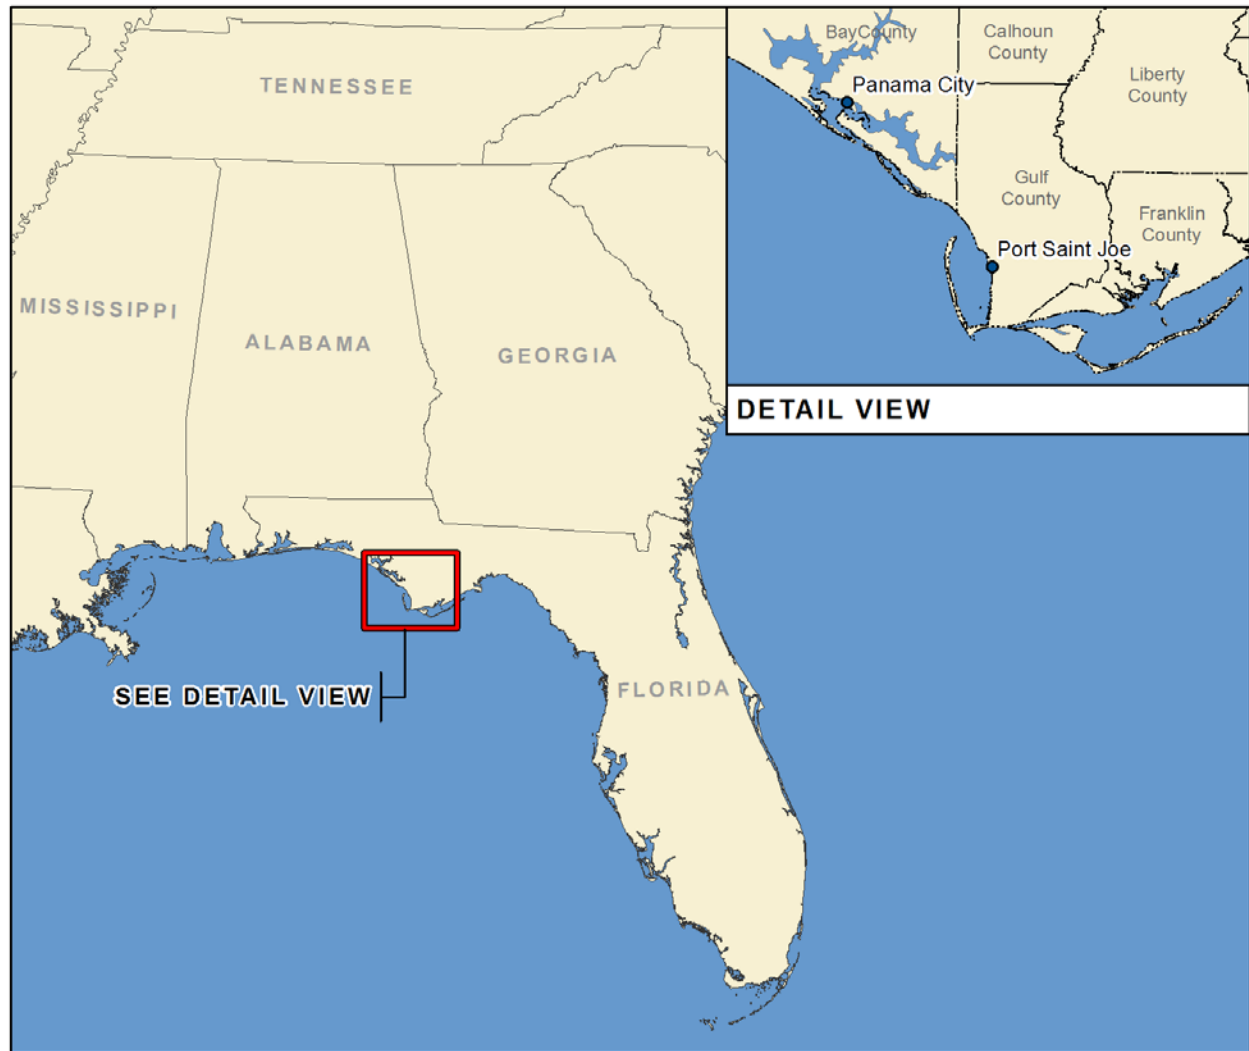 TENNESSEE
MISSISSIPPI
ALABAMA
GEORGIA
FLORIDA
SEE DETAIL VIEW
BayCounty
Calhoun
County
Liberty
County
Panama City
Gulf
County
Franklin
County
Port Saint Joe
DETAIL VIEW